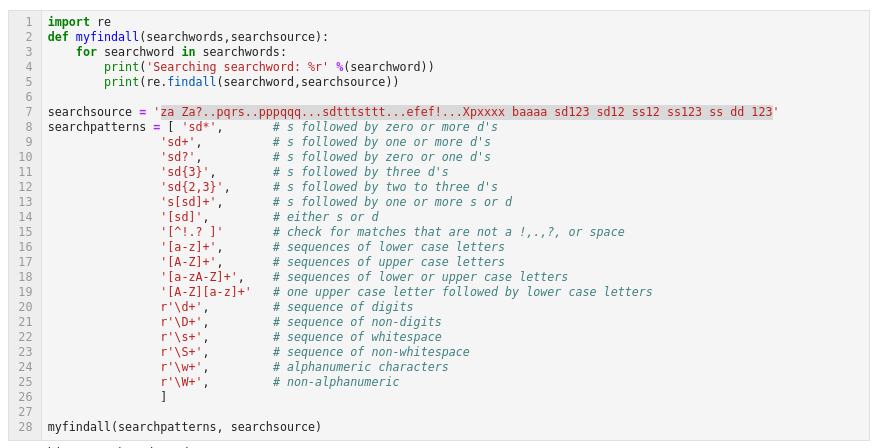 1 import re
2 def myfindall(searchwords,searchsource):
3     for searchword in searchwords:
4         print('Searching searchword: %r' %(searchword))
5         print(re.findall(searchword,searchsource))
6
7 searchsource = 'za Za?..pqrs..pppqqq...sdtttsttt...efef!...Xpxxxx baaaa sd123 sd12 ss12 ss123 ss dd 123'
8 searchpatterns = [ 'sd*',       # s followed by zero or more d's
9                 'sd+',          # s followed by one or more d's
10                 'sd?',          # s followed by zero or one d's
11                 'sd{3}',        # s followed by three d's
12                 'sd{2,3}',      # s followed by two to three d's
13                 's[sd]+',       # s followed by one or more s or d
14                 '[sd]',         # either s or d
15                 '[^!.? ]'       # check for matches that are not a !,.,?, or space
16                 '[a-z]+',       # sequences of lower case letters
17                 '[A-Z]+',       # sequences of upper case letters
18                 '[a-zA-Z]+',    # sequences of lower or upper case letters
19                 '[A-Z][a-z]+'   # one upper case letter followed by lower case letters
20                 r'\d+',         # sequence of digits
21                 r'\D+',         # sequence of non-digits
22                 r'\s+',         # sequence of whitespace
23                 r'\S+',         # sequence of non-whitespace
24                 r'\w+',         # alphanumeric characters
25                 r'\W+',         # non-alphanumeric
26                 ]
27
28 myfindall(searchpatterns, searchsource)